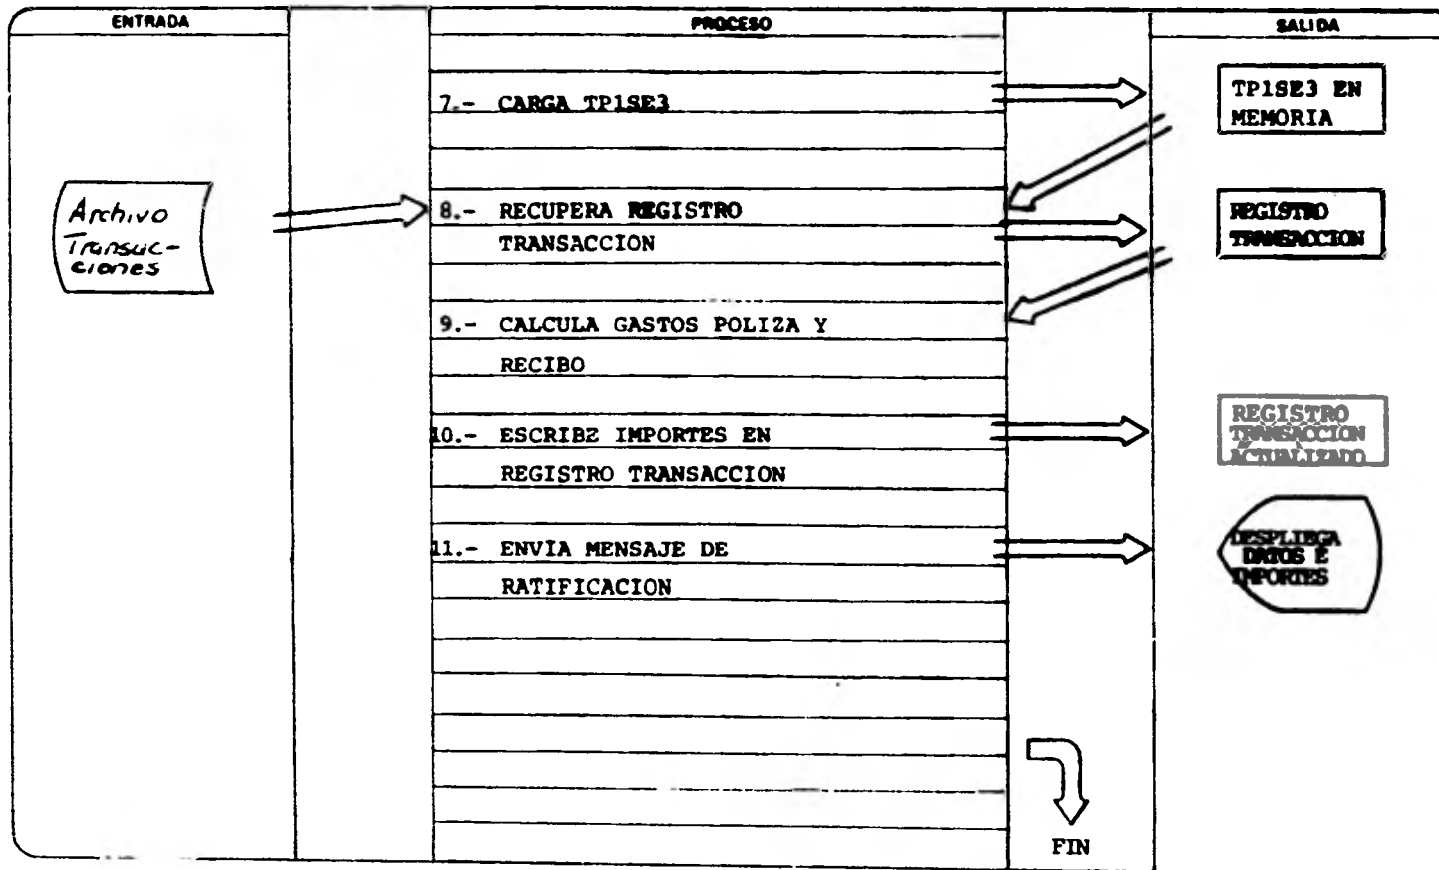 ENTRADA
PROCESO
SALIDA
7.- CARGA TP1SE3
TP1SE3 EN
MEMORIA
Archivo
Transac-
ciones
8.- RECUPERA REGISTRO
TRANSACCION
REGISTRO
TRANSACCION
9.- CALCULA GASTOS POLIZA Y
RECIBO
10.- ESCRIBE IMPORTES EN
REGISTRO TRANSACCION
REGISTRO
TRANSACCION
ACTUALIZADO
11.- ENVIA MENSAJE DE
RATIFICACION
DESPLIEGA
DATOS E
IMPORTES
FIN